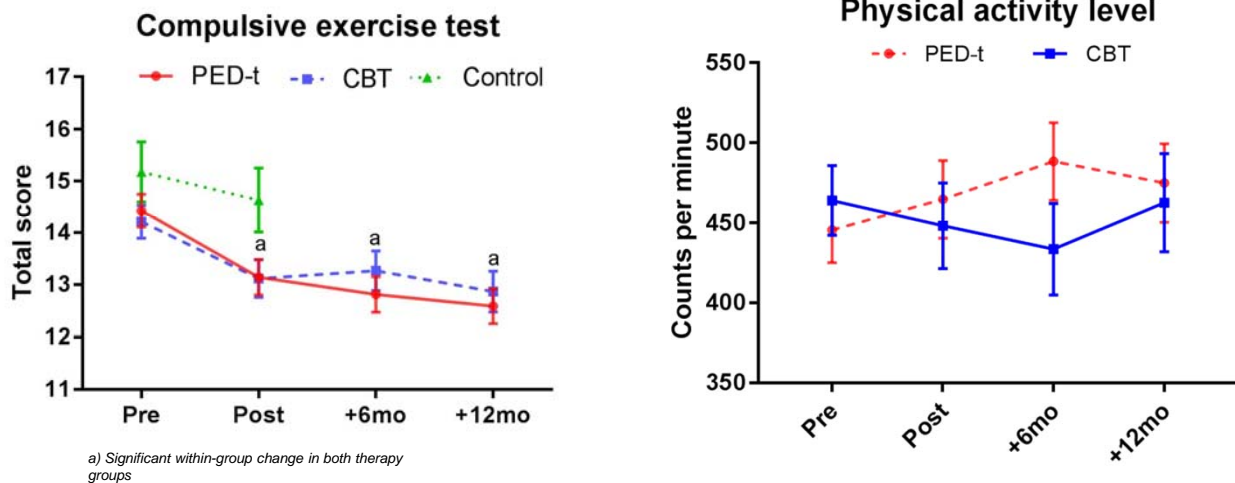 Compulsive exercise test
PED-t CBT Control
Total score
17
16
15
14
13
12
11
a
a
a
Pre Post +6mo +12mo
a) Significant within-group change in both therapy
groups
Physical activity level
PED-t CBT
Counts per minute
550
500
450
400
350
Pre Post +6mo +12mo